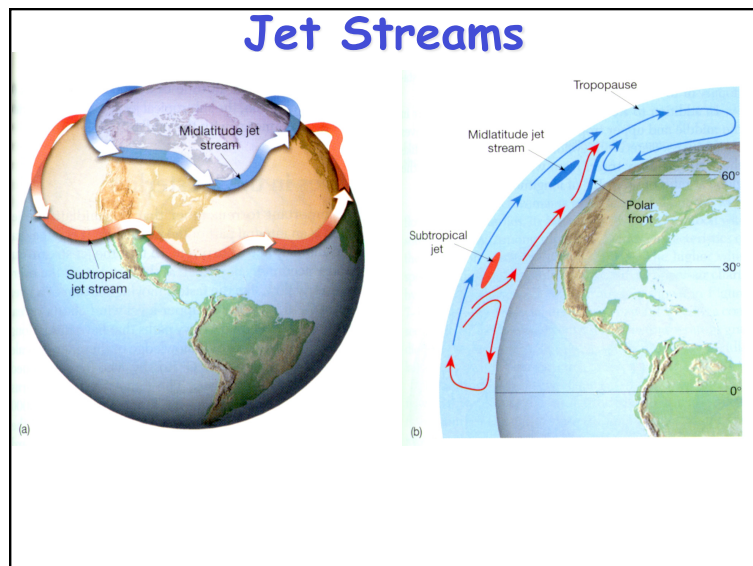 Jet Streams
Midlatitude jet
stream
Subtropical
jet stream
(a)
Tropopause
Midlatitude jet
stream
60°
Polar
front
Subtropical
jet
30°
0°
(b)